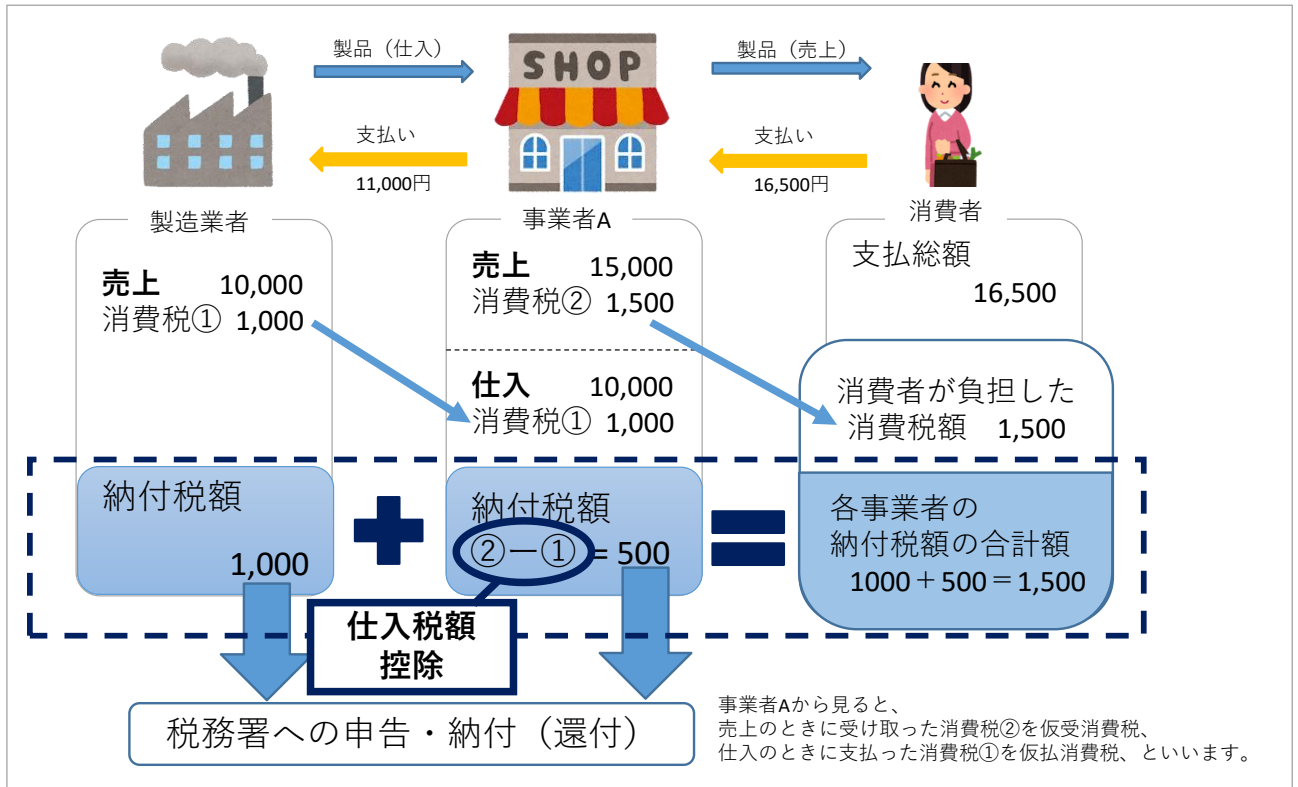 製品（仕入）
SHOP
製品（売上）
支払い
11,000円
支払い
16,500円
製造業者
売上 10,000
消費税① 1,000
納付税額
1,000
事業者A
売上 15,000
消費税② 1,500
仕入 10,000
消費税① 1,000
納付税額
②－① = 500
仕入税額
控除
消費者
支払総額
16,500
消費者が負担した
消費税額 1,500
各事業者の
納付税額の合計額
1000＋500＝1,500
税務署への申告・納付（還付）
事業者Aから見ると、
売上のときに受け取った消費税②を仮受消費税、
仕入のときに支払った消費税①を仮払消費税、といいます。